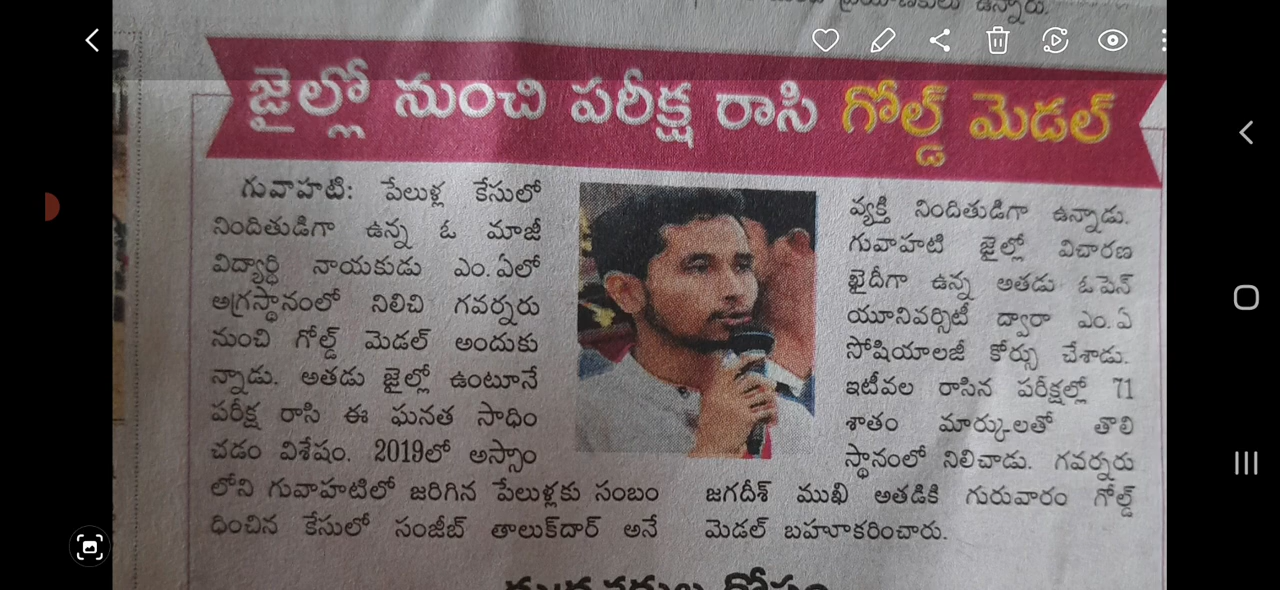 ఉన్నారు.
జైల్లో నుంచి పరీక్ష రాసి గోల్డ్ మెడల్
గువాహటి: పేలుళ్ల కేసులో
నిందితుడిగా ఉన్న ఓ మాజీ
విద్యార్థి నాయకుడు ఎం.ఏలో
అగ్రస్థానంలో నిలిచి గవర్నరు
నుంచి గోల్డ్ మెడల్ అందుకు
న్నాడు. అతడు జైల్లో ఉంటూనే
పరీక్ష రాసి ఈ ఘనత సాధిం
చడం విశేషం. 2019లో అస్సాం
లోని గువాహటిలో జరిగిన పేలుళ్లకు సంబం
ధించిన కేసులో సంజీబ్ తాలుక్‌దార్ అనే
వ్యక్తి నిందితుడిగా ఉన్నాడు.
గువాహటి జైల్లో విచారణ
ఖైదీగా ఉన్న అతడు ఓపెన్
యూనివర్సిటీ ద్వారా ఎం.ఏ
సోషియాలజీ కోర్సు చేశాడు.
ఇటీవల రాసిన పరీక్షల్లో 71
శాతం మార్కులతో తొలి
స్థానంలో నిలిచాడు. గవర్నరు
జగదీశ్ ముఖి అతడికి గురువారం గోల్డ్
మెడల్ బహూకరించారు.